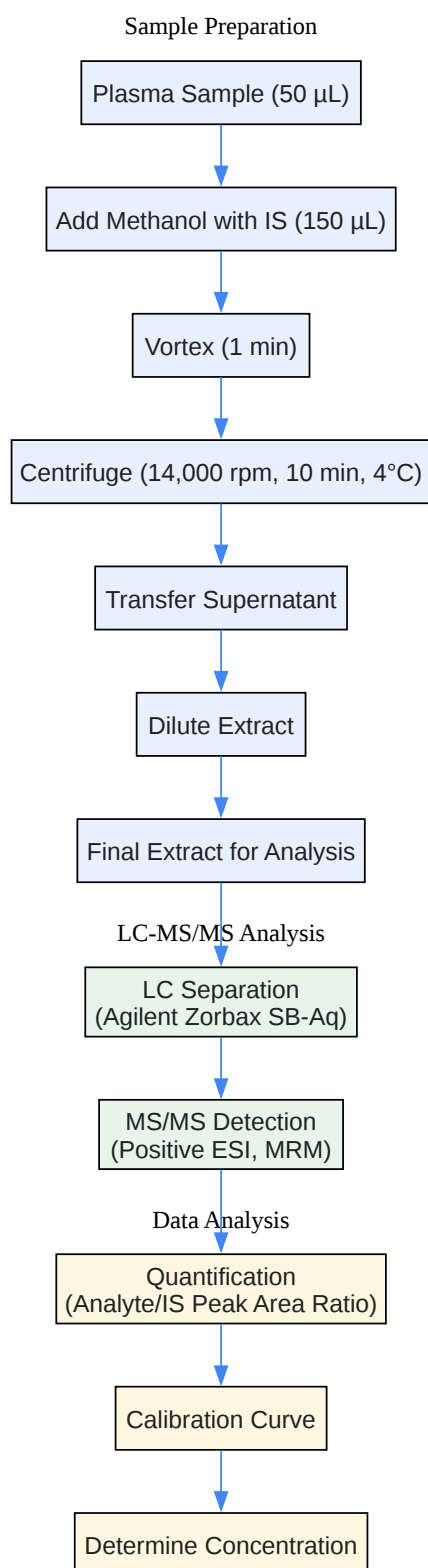 Sample Preparation
Plasma Sample (50 µL)
Add Methanol with IS (150 µL)
Vortex (1 min)
Centrifuge (14,000 rpm, 10 min, 4°C)
Transfer Supernatant
Dilute Extract
Final Extract for Analysis
LC-MS/MS Analysis
LC Separation
(Agilent Zorbax SB-Aq)
MS/MS Detection
(Positive ESI, MRM)
Data Analysis
Quantification
(Analyte/IS Peak Area Ratio)
Calibration Curve
Determine Concentration